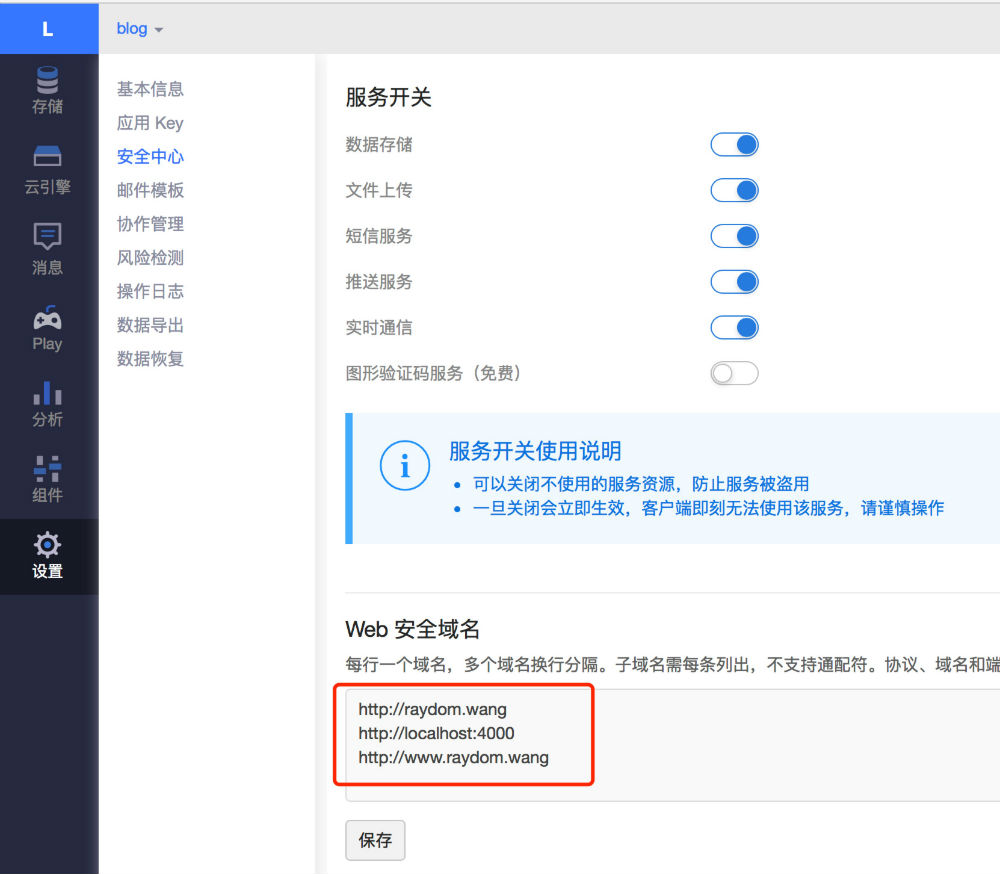 L
blog
存储
云引擎
消息
Play
分析
组件
设置
基本信息
应用 Key
安全中心
邮件模板
协作管理
风险检测
操作日志
数据导出
数据恢复
服务开关
数据存储
文件上传
短信服务
推送服务
实时通信
图形验证码服务（免费）
服务开关使用说明
可以关闭不使用的服务资源，防止服务被盗用
一旦关闭会立即生效，客户端即刻无法使用该服务，请谨慎操作
Web 安全域名
每行一个域名，多个域名换行分隔。子域名需每条列出，不支持通配符。协议、域名和端
http://raydom.wang
http://localhost:4000
http://www.raydom.wang
保存